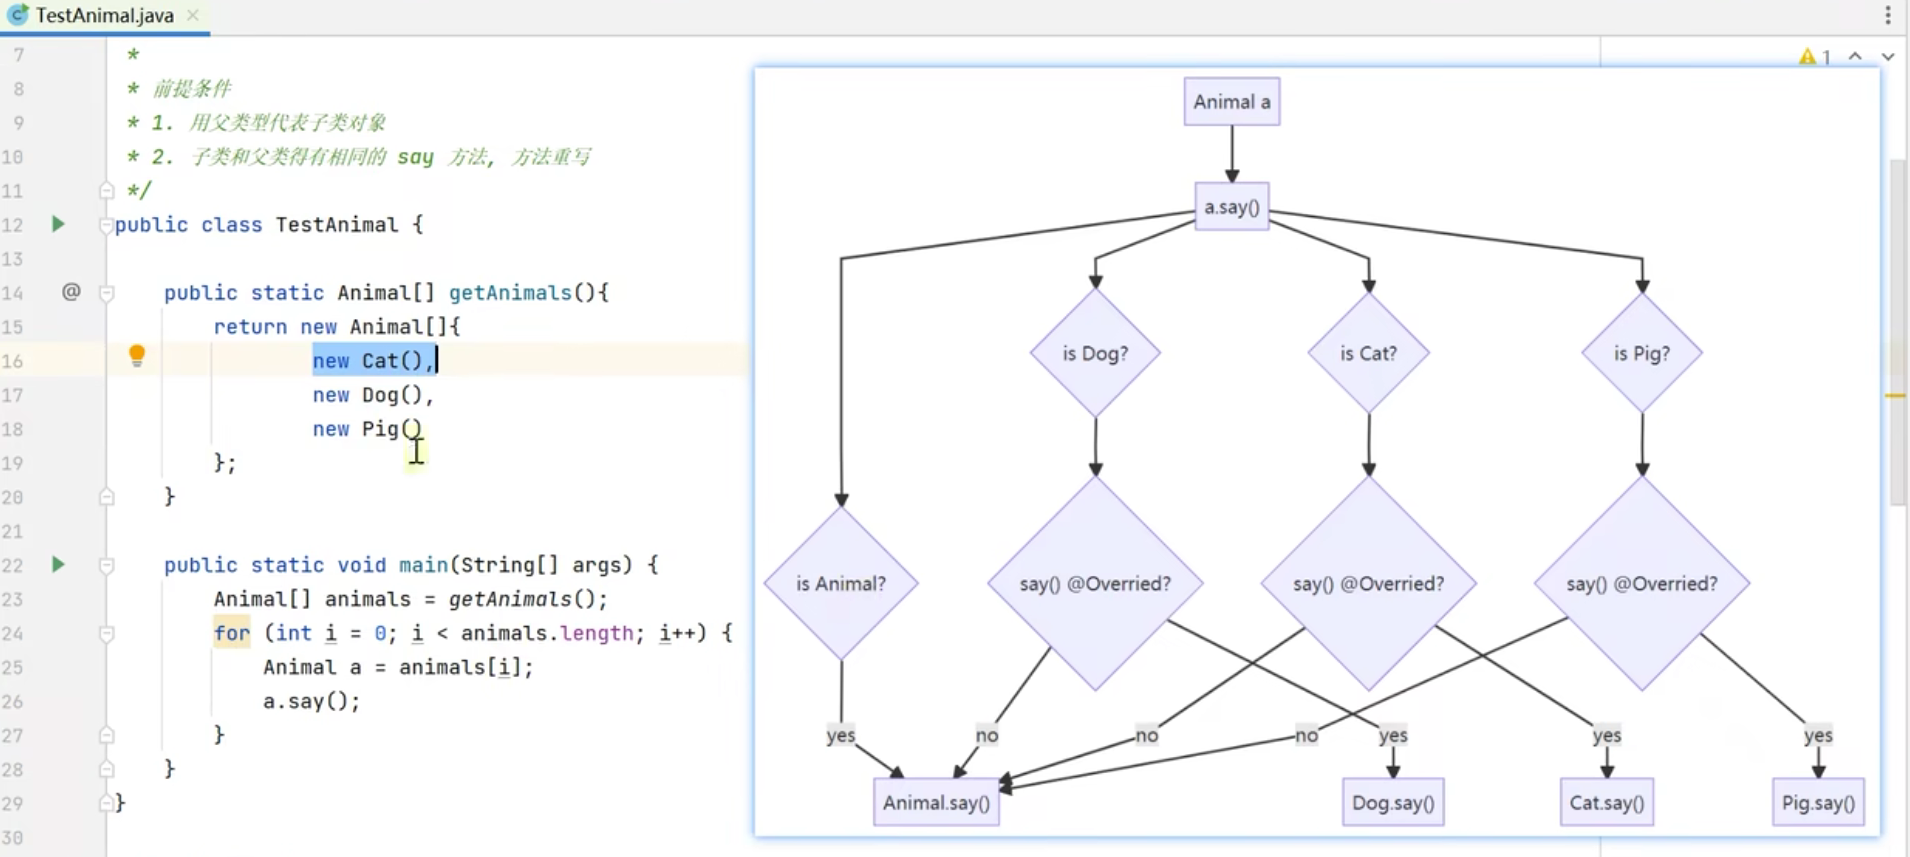 TestAnimal.java
1
7 *
8 * 前提条件
9 * 1. 用父类型代表子类对象
10 * 2. 子类和父类得有相同的 say 方法, 方法重写
11 */
12 public class TestAnimal {
13
14 @ public static Animal[] getAnimals(){
15 return new Animal[]{
16 new Cat(),
17 new Dog(),
18 new Pig()
19 };
20 }
21
22 public static void main(String[] args) {
23 Animal[] animals = getAnimals();
24 for (int i = 0; i < animals.length; i++) {
25 Animal a = animals[i];
26 a.say();
27 }
28 }
29 }
30
Animal a
a.say()
is Dog?
is Cat?
is Pig?
is Animal?
say() @Overried?
say() @Overried?
say() @Overried?
yes
no
no
no
yes
yes
yes
Animal.say()
Dog.say()
Cat.say()
Pig.say()